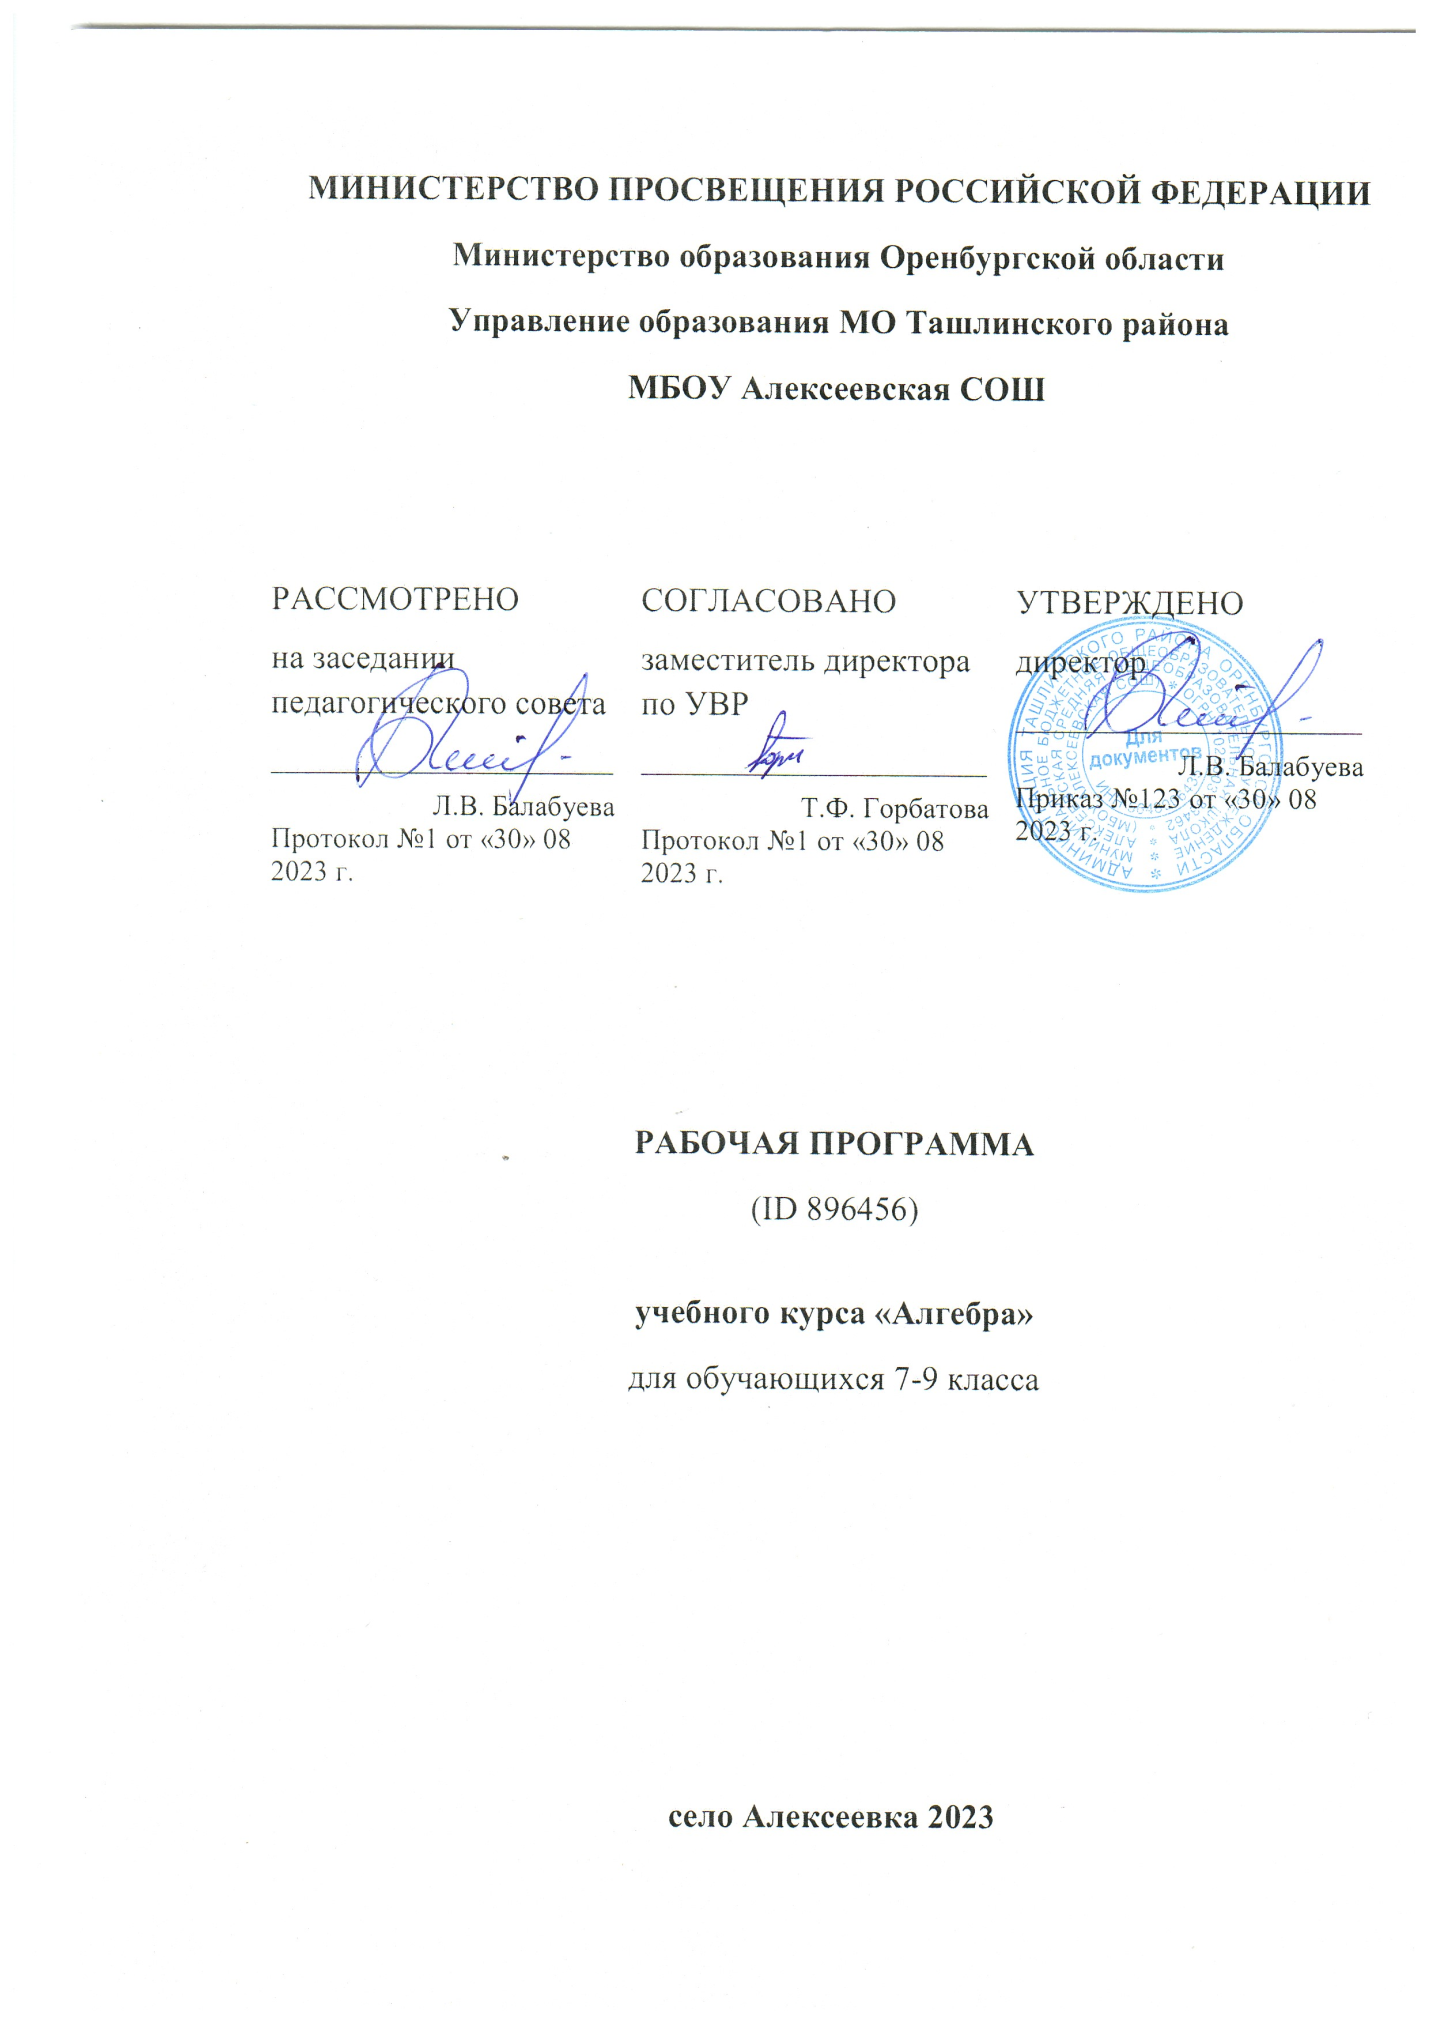 МИНИСТЕРСТВО ПРОСВЕЩЕНИЯ РОССИЙСКОЙ ФЕДЕРАЦИИ
Министерство образования Оренбургской области
Управление образования МО Ташлинского района
МБОУ Алексеевская СОШ
РАССМОТРЕНО
на заседании
педагогического совета
Л.В. Балабуева
Протокол №1 от «30» 08
2023 г.
СОГЛАСОВАНО
заместитель директора
по УВР
Т.Ф. Горбатова
Протокол №1 от «30» 08
2023 г.
УТВЕРЖДЕНО
директор
Л.В. Балабуева
Приказ №123 от «30» 08
2023 г.
Для
документов
РАБОЧАЯ ПРОГРАММА
(ID 896456)
учебного курса «Алгебра»
для обучающихся 7-9 класса
село Алексеевка 2023